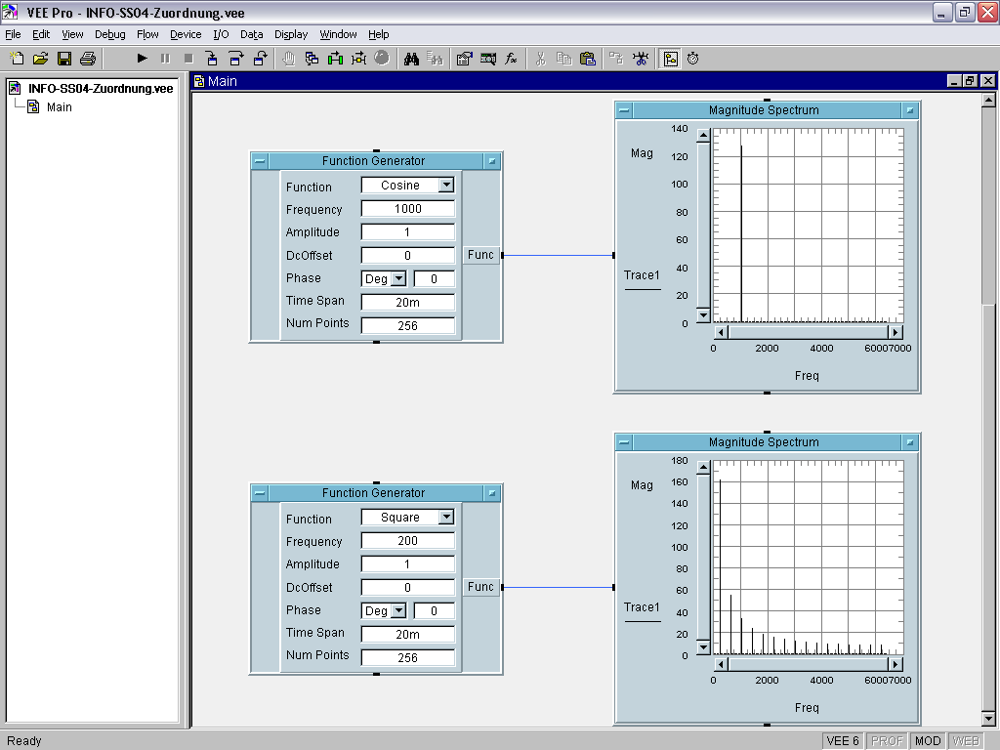 VEE Pro - INFO-SS04-Zuordnung.vee
File Edit View Debug Flow Device I/O Data Display Window Help
INFO-SS04-Zuordnung.vee
Main
Main
Function Generator
Function Cosine
Frequency 1000
Amplitude 1
DcOffset 0
Phase Deg 0
Time Span 20m
Num Points 256
Func
Magnitude Spectrum
Mag
Trace1
140
120
100
80
60
40
20
0
0 2000 4000 6000 7000
Freq
Function Generator
Function Square
Frequency 200
Amplitude 1
DcOffset 0
Phase Deg 0
Time Span 20m
Num Points 256
Func
Magnitude Spectrum
Mag
Trace1
180
160
140
120
100
80
60
40
20
0
0 2000 4000 6000 7000
Freq
Ready VEE 6 PROF MOD WEB